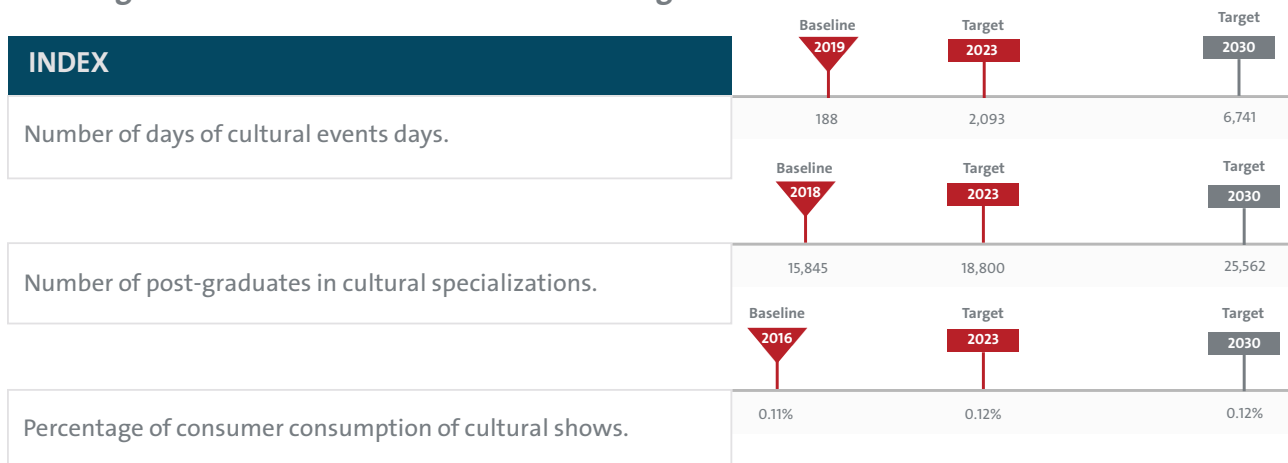 INDEX
Baseline Target Target
2019 2023 2030
Number of days of cultural events days.
188 2,093 6,741
Baseline Target Target
2018 2023 2030
Number of post-graduates in cultural specializations.
15,845 18,800 25,562
Baseline Target Target
2016 2023 2030
Percentage of consumer consumption of cultural shows.
0.11% 0.12% 0.12%